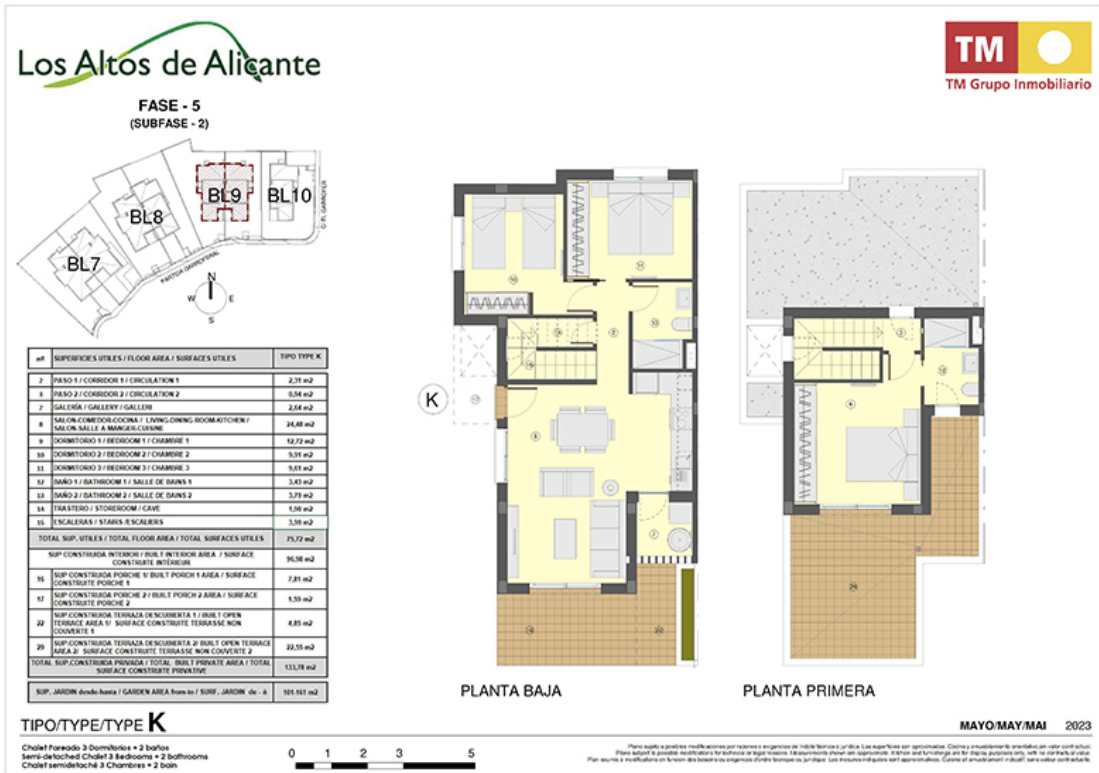 Los Altos de Alicante
TM
TM Grupo Inmobiliario
FASE - 5
(SUBFASE - 2)
BL7
BL8
BL9
BL10
PARTIDA GARROFERAL
C/ EL GARROFER
N
W E
S
nº SUPERFICIES UTILES / FLOOR AREA / SURFACES UTILES TIPO TYPE K
2 PASO 1 / CORRIDOR 1 / CIRCULATION 1 2,31 m2
PASO 2 / CORRIDOR 2 / CIRCULATION 2 0,94 m2
7 GALERÍA / GALLERY / GALLERI 2,64 m2
8 SALON-COMEDOR-COCINA / LIVING-DINING ROOM-KITCHEN / SALON-SALLE A MANGER-CUISINE 24,48 m2
9 DORMITORIO 1 / BEDROOM 1 / CHAMBRE 1 12,72 m2
10 DORMITORIO 2 / BEDROOM 2 / CHAMBRE 2 9,91 m2
11 DORMITORIO 3 / BEDROOM 3 / CHAMBRE 3 9,61 m2
12 BAÑO 1 / BATHROOM 1 / SALLE DE BAINS 1 3,43 m2
13 BAÑO 2 / BATHROOM 2 / SALLE DE BAINS 2 3,79 m2
14 TRASTERO / STOREROOM / CAVE
15 ESCALERAS / STAIRS /ESCALIERS 3,99 m2
TOTAL SUP. UTILES / TOTAL FLOOR AREA / TOTAL SURFACES UTILES 75,72 m2
SUP CONSTRUIDA INTERIOR / BUILT INTERIOR AREA / SURFACE CONSTRUITE INTÉRIEUR 96,98 m2
16 SUP CONSTRUIDA PORCHE 1/ BUILT PORCH 1 AREA / SURFACE CONSTRUITE PORCHE 1 7,81 m2
17 SUP CONSTRUIDA PORCHE 2 / BUILT PORCH 2 AREA / SURFACE CONSTRUITE PORCHE 2 1,59 m2
22 SUP.CONSTRUIDA TERRAZA DESCUBIERTA 1 / BUILT OPEN TERRACE AREA 1/ SURFACE CONSTRUITE TERRASSE NON COUVERTE 1 4,85 m2
SUP.CONSTRUIDA TERRAZA DESCUBIERTA 2/ BUILT OPEN TERRACE AREA 2/ SURFACE CONSTRUITE TERRASSE NON COUVERTE 2 22,55 m2
TOTAL SUP.CONSTRUIDA PRIVADA / TOTAL BUILT PRIVATE AREA / TOTAL SURFACE CONSTRUITE PRIVATIVE 133,78 m2
SUP. JARDIN desde-hasta / GARDEN AREA from-to / SURF. JARDIN de - à 101-161 m2
K
PLANTA BAJA
PLANTA PRIMERA
TIPO/TYPE/TYPE K
MAYO/MAY/MAI 2023
Chalet Pareado 3 Dormitorios + 2 baños
Semi-detached Chalet 3 Bedrooms + 2 bathrooms
Chalet semidetaché 3 Chambres + 2 bain
0 1 2 3 5